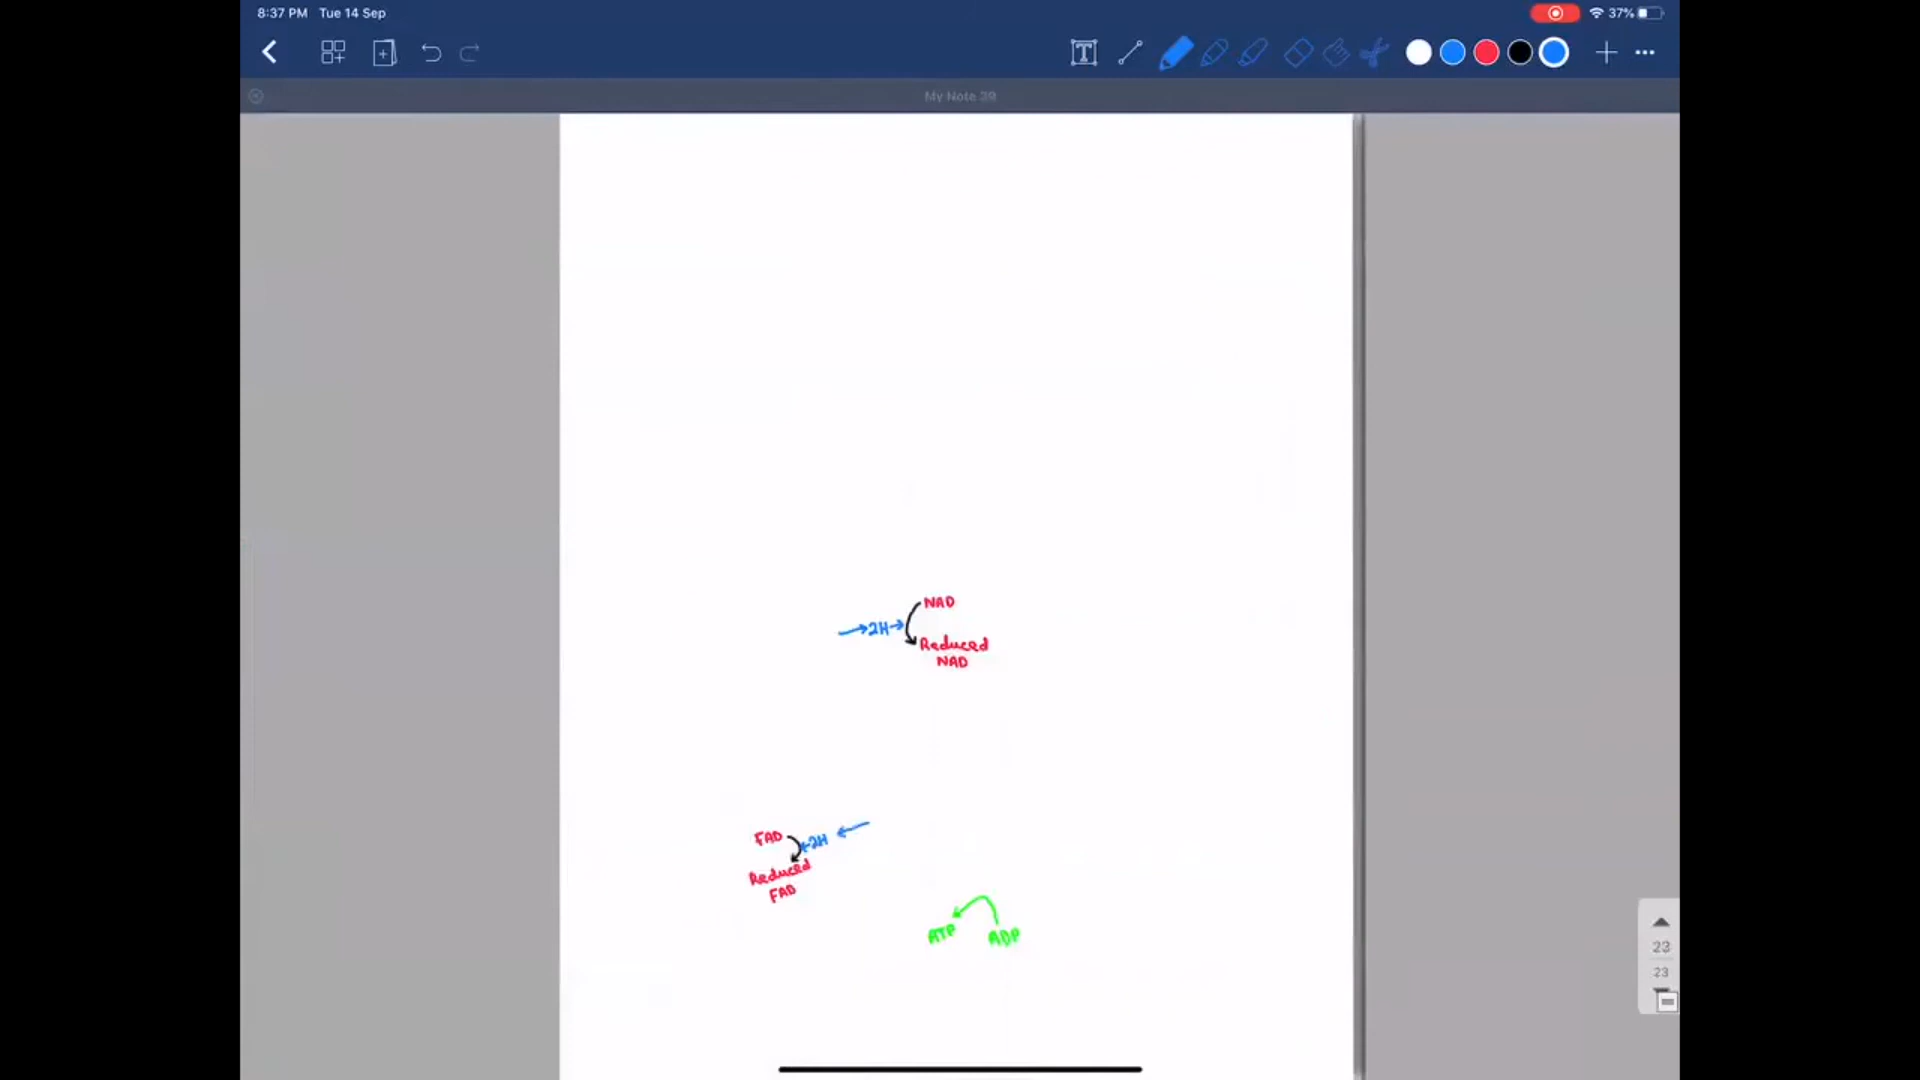 8:37 PM Tue 14 Sep
37%
T
My Note 39
NAD
2H
Reduced
NAD
FAD
2H
Reduced
FAD
ATP ADP
23
23